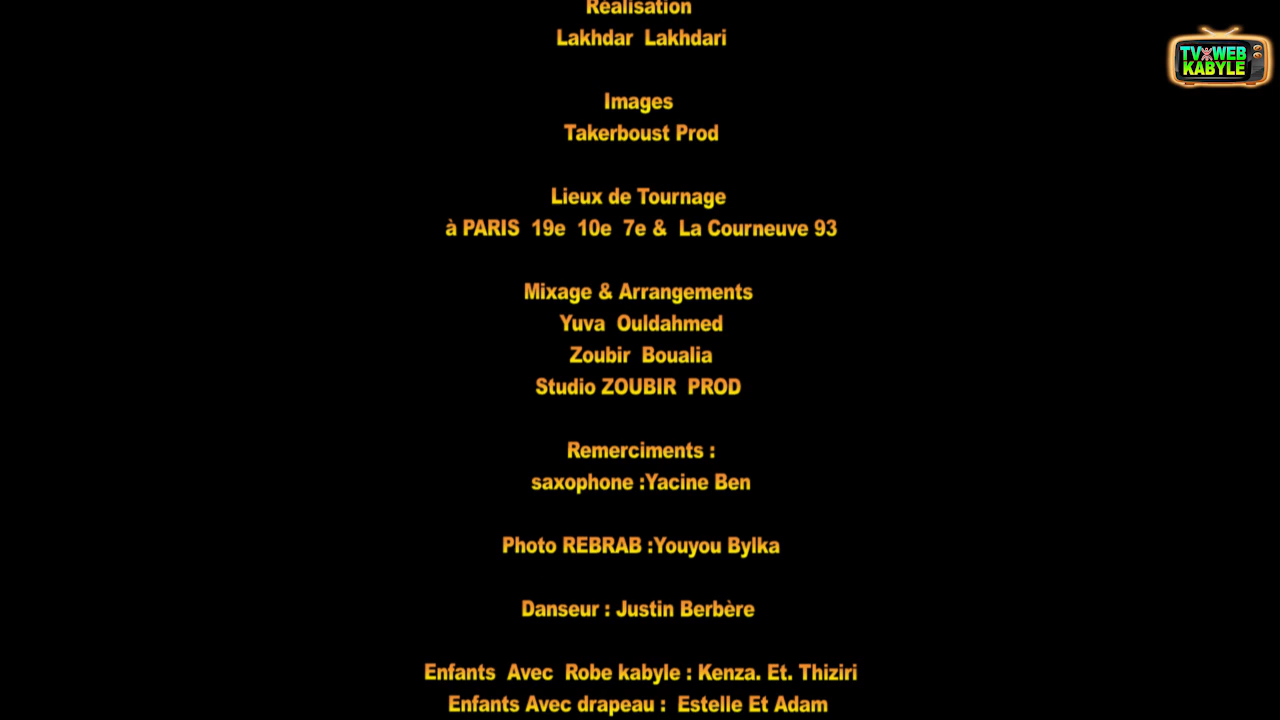 Réalisation
Lakhdar Lakhdari
Images
Takerboust Prod
Lieux de Tournage
à PARIS 19e 10e 7e & La Courneuve 93
Mixage & Arrangements
Yuva Ouldahmed
Zoubir Boualia
Studio ZOUBIR PROD
Remerciments :
saxophone :Yacine Ben
Photo REBRAB :Youyou Bylka
Danseur : Justin Berbère
Enfants Avec Robe kabyle : Kenza. Et. Thiziri
Enfants Avec drapeau : Estelle Et Adam
TV WEB
KABYLE